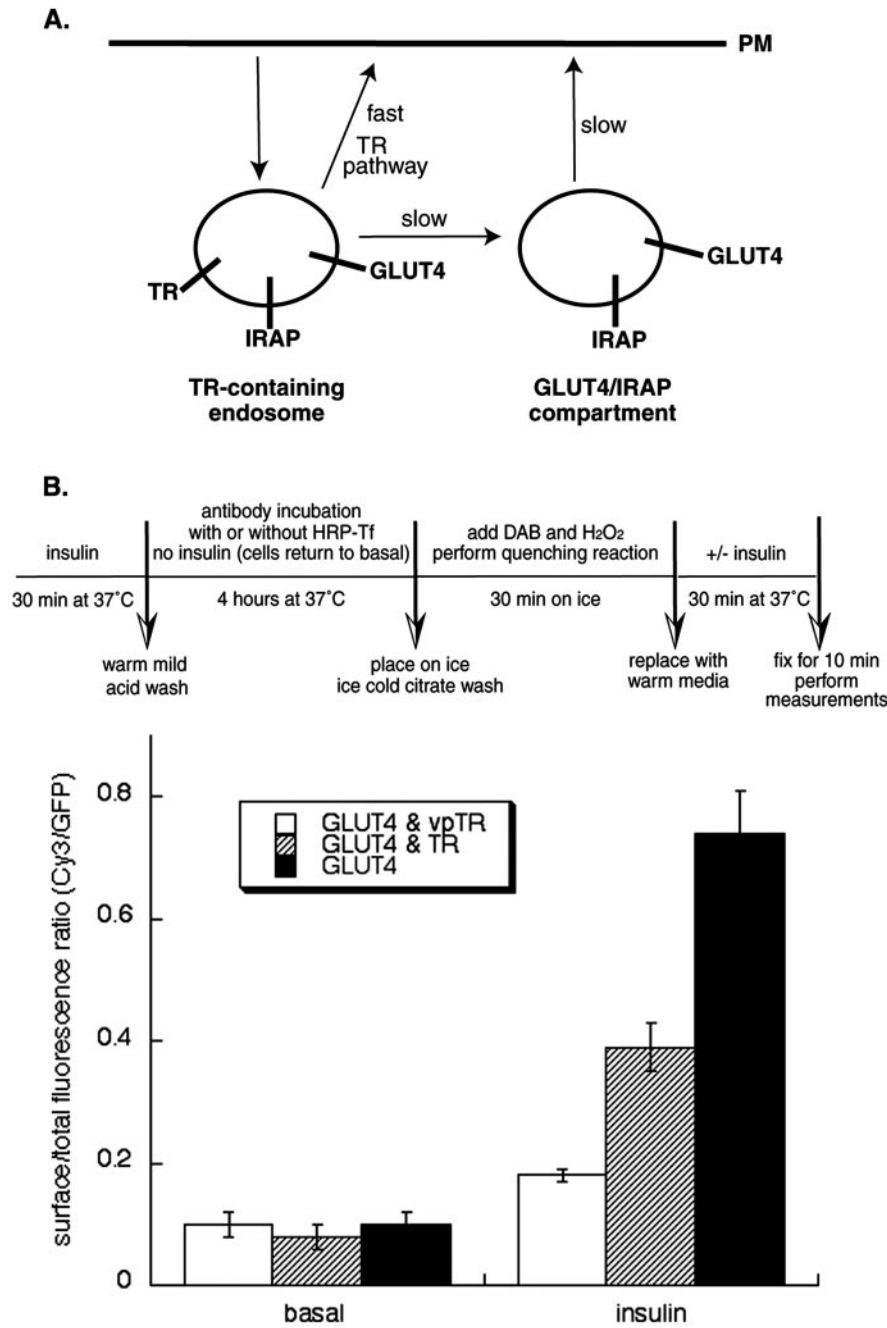 A.
PM
fast
TR
pathway
slow
slow
TR
IRAP
GLUT4
GLUT4
IRAP
TR-containing
endosome
GLUT4/IRAP
compartment
B.
insulin
30 min at 37˚C
antibody incubation
with or without HRP-Tf
no insulin (cells return to basal)
4 hours at 37˚C
add DAB and H₂O₂
perform quenching reaction
30 min on ice
+/- insulin
30 min at 37˚C
warm mild
acid wash
place on ice
ice cold citrate wash
replace with
warm media
fix for 10 min
perform
measurements
surface/total fluorescence ratio (Cy3/GFP)
0.8
0.6
0.4
0.2
0
GLUT4 & vpTR
GLUT4 & TR
GLUT4
basal
insulin